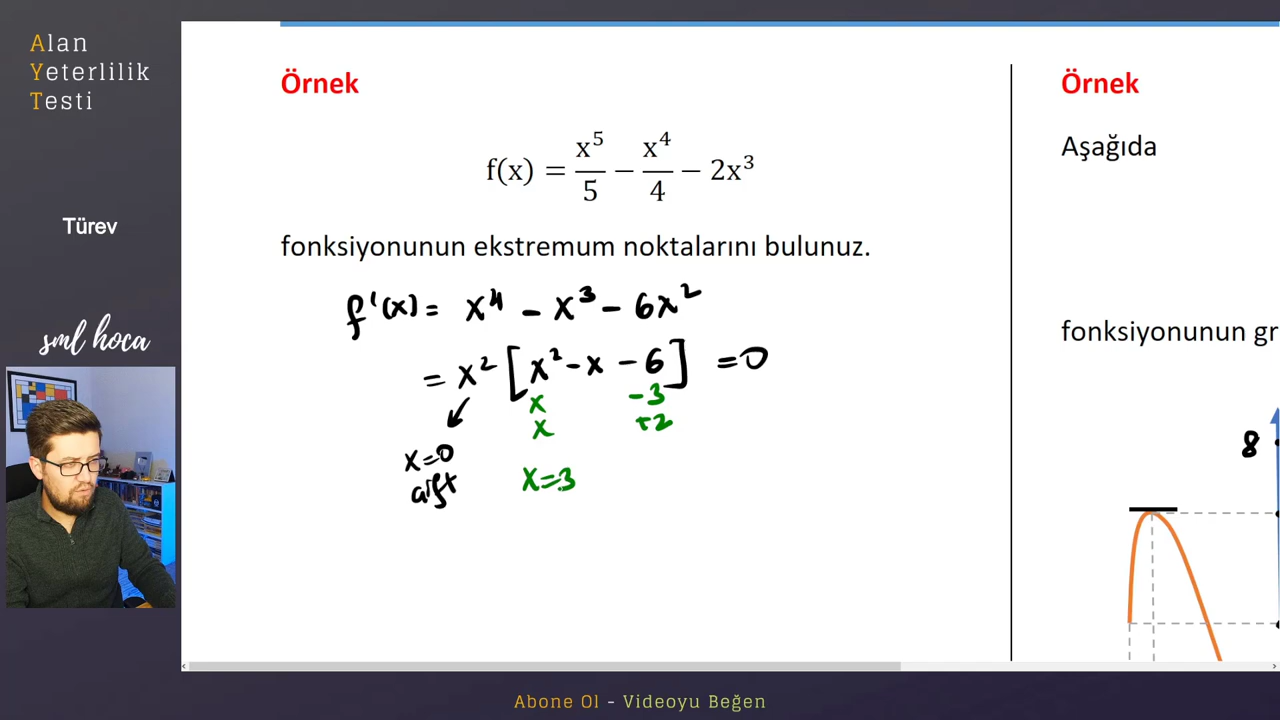 Alan
Yeterlilik
Testi
Türev
sml hoca
Örnek
f(x) = x⁵/5 − x⁴/4 − 2x³
fonksiyonunun ekstremum noktalarını bulunuz.
f'(x) = x⁴ - x³ - 6x²
= x² [x² - x - 6] = 0
x -3
x +2
x=0
çift
x=3
Örnek
Aşağıda
fonksiyonunun gr
8
Abone Ol - Videoyu Beğen